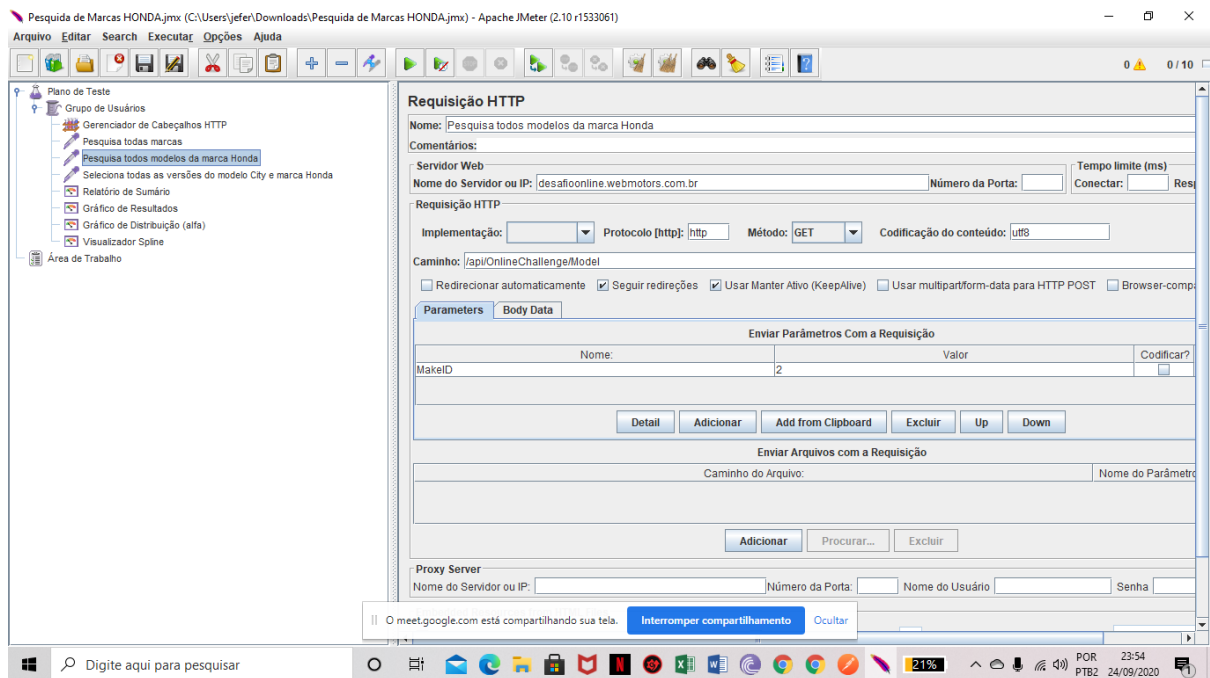 Pesquida de Marcas HONDA.jmx (C:\Users\jefer\Downloads\Pesquida de Marcas HONDA.jmx) - Apache JMeter (2.10 r1533061)
Arquivo Editar Search Executar Opções Ajuda
0 0 / 10
Plano de Teste
Grupo de Usuários
Gerenciador de Cabeçalhos HTTP
Pesquisa todas marcas
Pesquisa todos modelos da marca Honda
Seleciona todas as versões do modelo City e marca Honda
Relatório de Sumário
Gráfico de Resultados
Gráfico de Distribuição (alfa)
Visualizador Spline
Área de Trabalho
Requisição HTTP
Nome: Pesquisa todos modelos da marca Honda
Comentários:
Servidor Web Tempo limite (ms)
Nome do Servidor ou IP: desafioonline.webmotors.com.br Número da Porta: Conectar: Resp
Requisição HTTP
Implementação: Protocolo [http]: http Método: GET Codificação do conteúdo: utf8
Caminho: /api/OnlineChallenge/Model
Redirecionar automaticamente Seguir redireções Usar Manter Ativo (KeepAlive) Usar multipart/form-data para HTTP POST Browser-compa
Parameters Body Data
Enviar Parâmetros Com a Requisição
Nome: Valor Codificar?
MakeID 2
Detail Adicionar Add from Clipboard Excluir Up Down
Enviar Arquivos com a Requisição
Caminho do Arquivo: Nome do Parâmetro
Adicionar Procurar... Excluir
Proxy Server
Nome do Servidor ou IP: Número da Porta: Nome do Usuário Senha
O meet.google.com está compartilhando sua tela. Interromper compartilhamento Ocultar
Digite aqui para pesquisar 21% POR 23:54
PTB2 24/09/2020